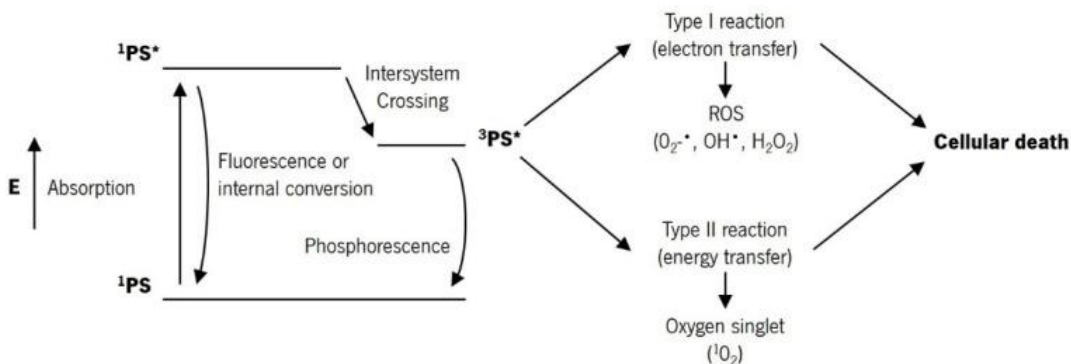 ¹PS*
Intersystem
Crossing
³PS*
E
Absorption
Fluorescence or
internal conversion
Phosphorescence
¹PS
Type I reaction
(electron transfer)
ROS
(O₂-•, OH•, H₂O₂)
Cellular death
Type II reaction
(energy transfer)
Oxygen singlet
(¹O₂)